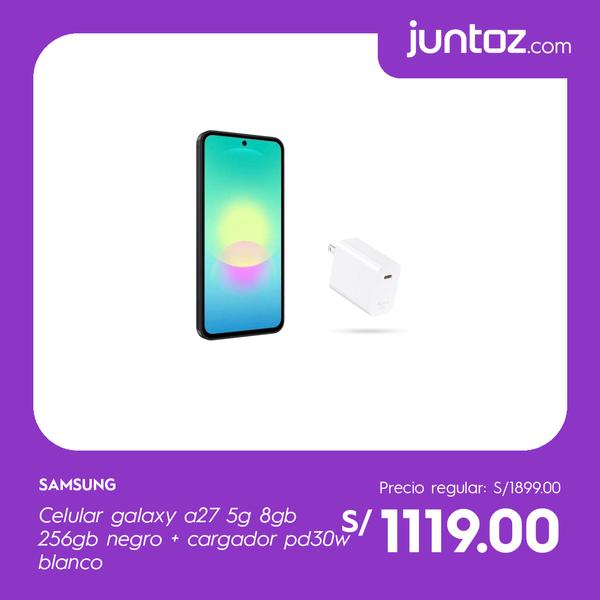 juntoz.com
SAMSUNG
Precio regular: S/1899.00
Celular galaxy a27 5g 8gb
256gb negro + cargador pd30w
blanco
S/ 1119.00